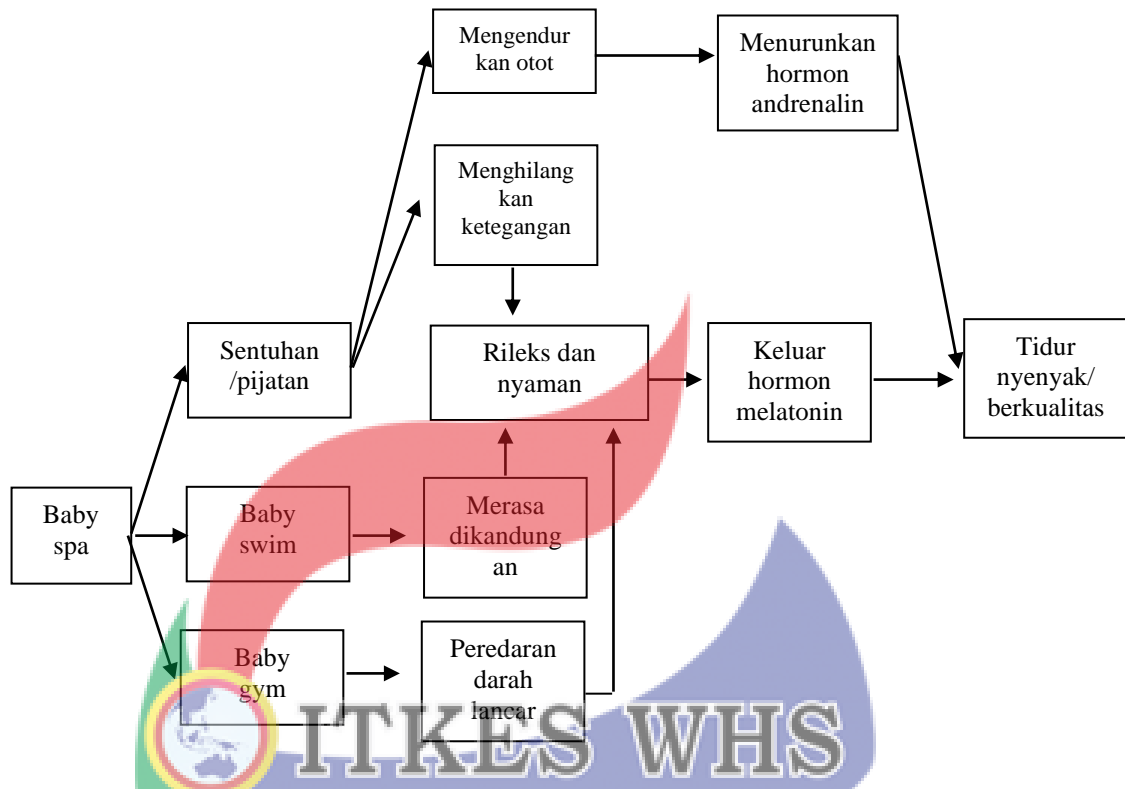 Mengendur
kan otot
Menurunkan
hormon
andrenalin
Menghilang
kan
ketegangan
Sentuhan
/pijatan
Rileks dan
nyaman
Keluar
hormon
melatonin
Tidur
nyenyak/
berkualitas
Baby
spa
Baby
swim
Merasa
dikandung
an
Baby
gym
Peredaran
darah
lancar
ITKES WHS